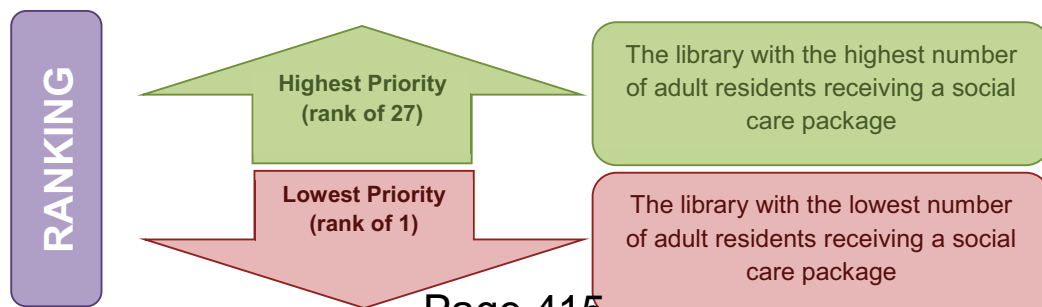 RANKING
Highest Priority
(rank of 27)
The library with the highest number
of adult residents receiving a social
care package
Lowest Priority
(rank of 1)
The library with the lowest number
of adult residents receiving a social
care package
Page 415